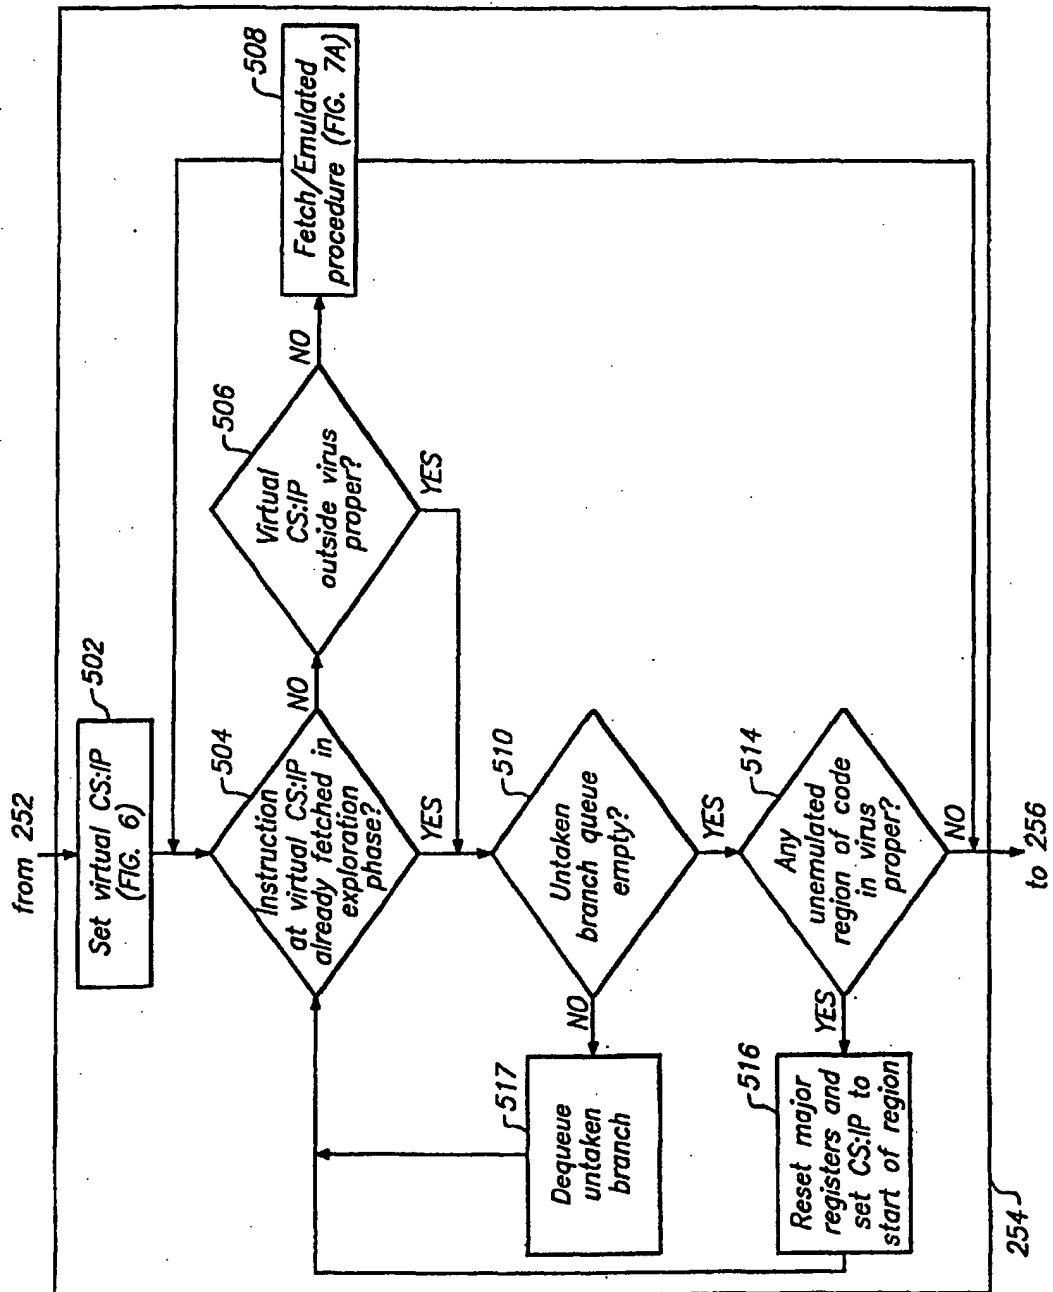 from 252
502
Set virtual CS:IP
(FIG. 6)
504
Instruction
at virtual CS:IP
already fetched in
exploration
phase?
NO
YES
506
Virtual
CS:IP
outside virus
proper?
NO
YES
508
Fetch/Emulated
procedure (FIG. 7A)
510
Untaken
branch queue
empty?
NO
YES
517
Dequeue
untaken
branch
514
Any
unemulated
region of code
in virus
proper?
YES
NO
516
Reset major
registers and
set CS:IP to
start of region
254
to 256